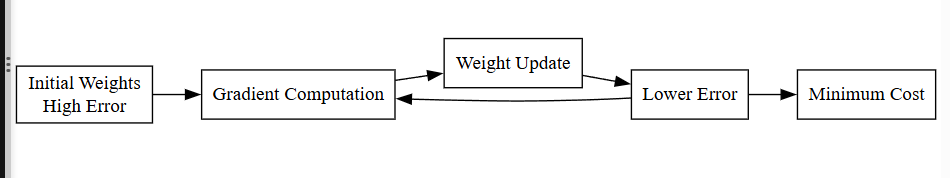 Initial Weights
High Error
Gradient Computation
Weight Update
Lower Error
Minimum Cost